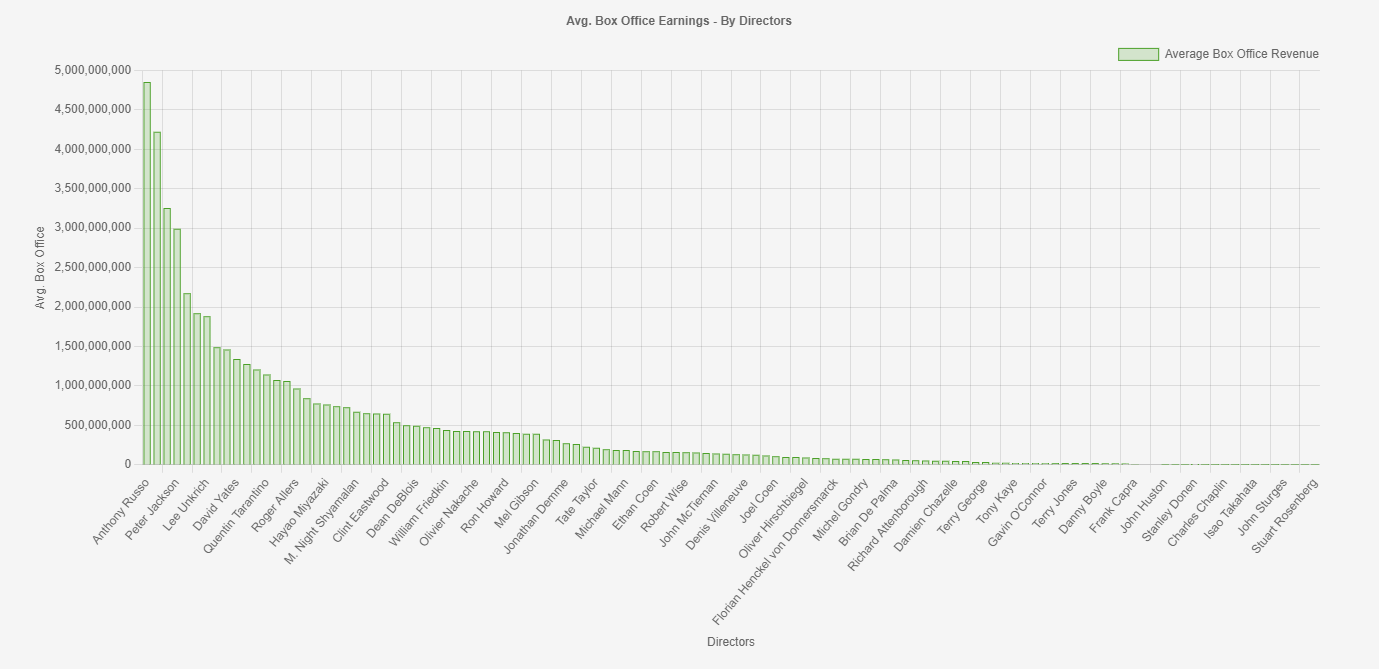 Avg. Box Office Earnings - By Directors
Average Box Office Revenue
5,000,000,000
4,500,000,000
4,000,000,000
3,500,000,000
3,000,000,000
2,500,000,000
2,000,000,000
1,500,000,000
1,000,000,000
500,000,000
0
Avg. Box Office
Anthony Russo
Peter Jackson
Lee Unkrich
David Yates
Quentin Tarantino
Roger Allers
Hayao Miyazaki
M. Night Shyamalan
Clint Eastwood
Dean DeBlois
William Friedkin
Olivier Nakache
Ron Howard
Mel Gibson
Jonathan Demme
Tate Taylor
Michael Mann
Ethan Coen
Robert Wise
John McTiernan
Denis Villeneuve
Joel Coen
Oliver Hirschbiegel
Florian Henckel von Donnersmarck
Michel Gondry
Brian De Palma
Richard Attenborough
Damien Chazelle
Terry George
Tony Kaye
Gavin O'Connor
Terry Jones
Danny Boyle
Frank Capra
John Huston
Stanley Donen
Charles Chaplin
Isao Takahata
John Sturges
Stuart Rosenberg
Directors